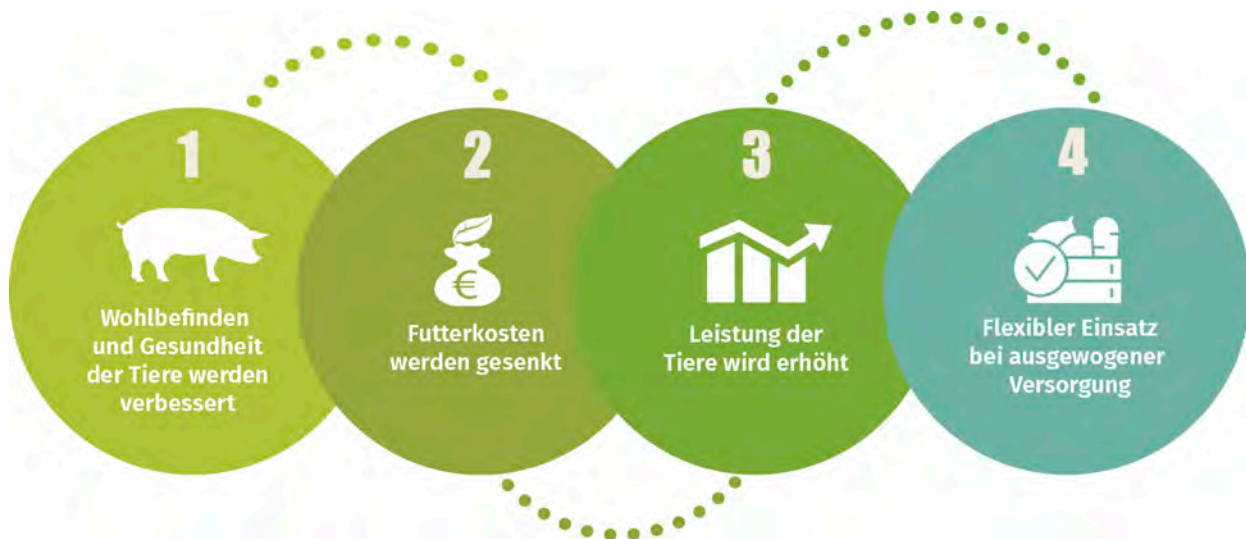 1
Wohlbefinden
und Gesundheit
der Tiere werden
verbessert
2
€
Futterkosten
werden gesenkt
3
Leistung der
Tiere wird erhöht
4
Flexibler Einsatz
bei ausgewogener
Versorgung